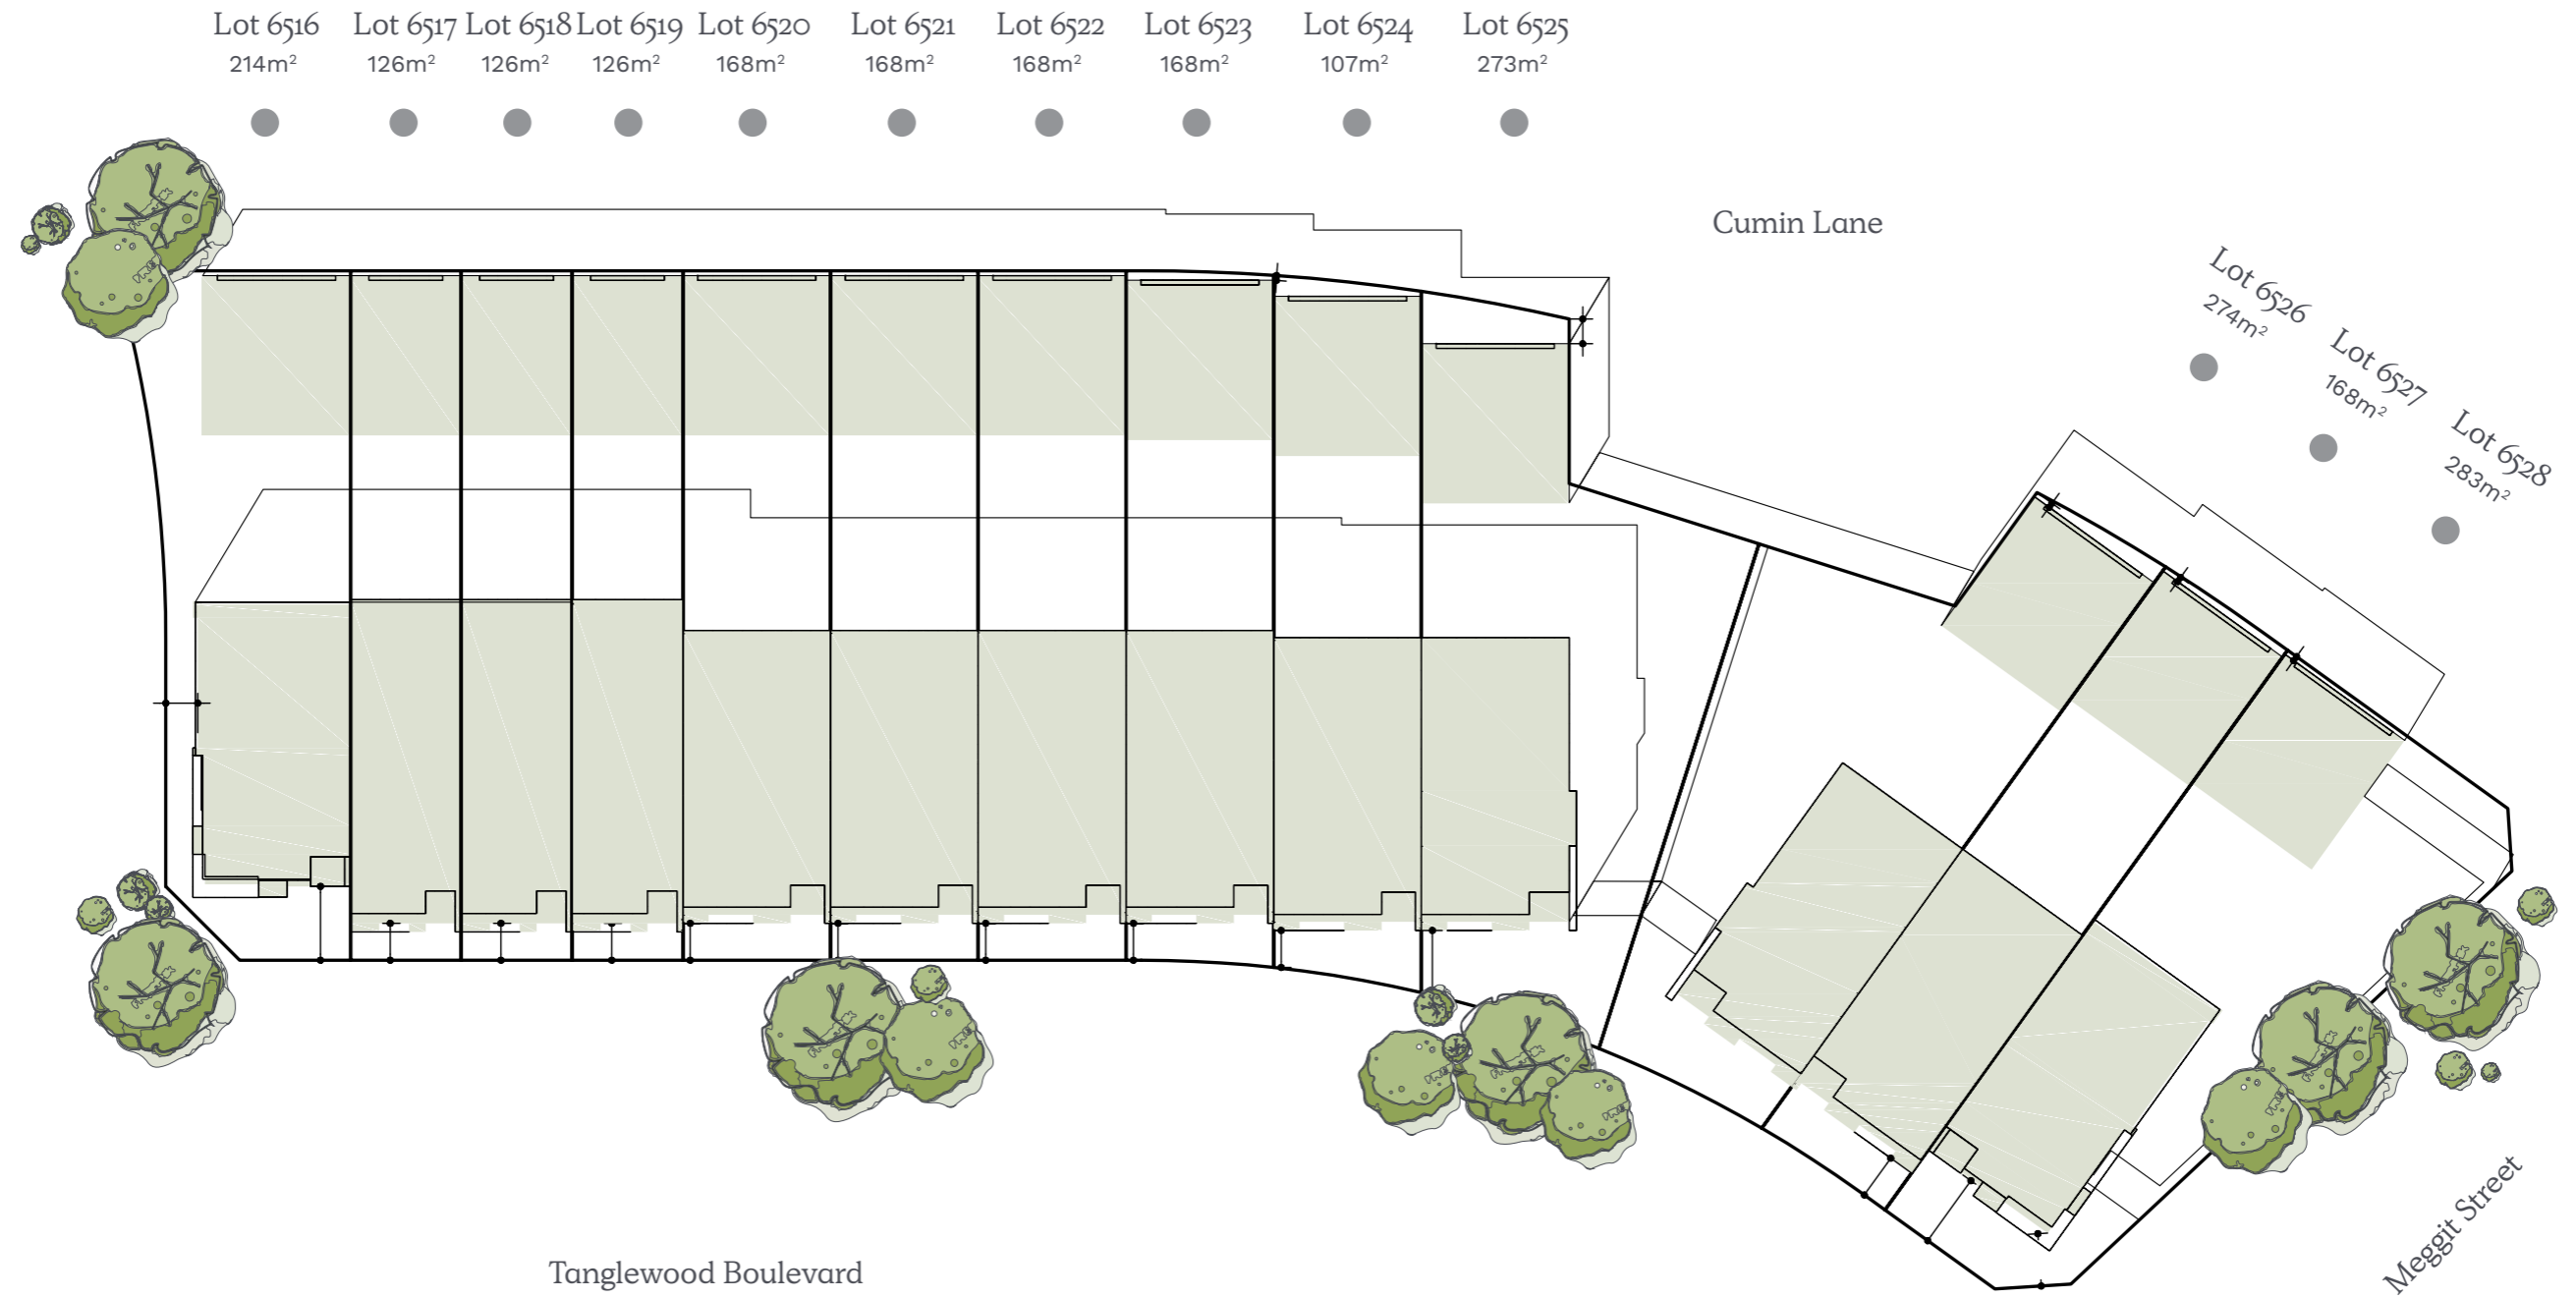 Lot 6516
214m²
Lot 6517
126m²
Lot 6518
126m²
Lot 6519
126m²
Lot 6520
168m²
Lot 6521
168m²
Lot 6522
168m²
Lot 6523
168m²
Lot 6524
107m²
Lot 6525
273m²
Cumin Lane
Lot 6526
274m²
Lot 6527
168m²
Lot 6528
283m²
Tanglewood Boulevard
Meggit Street